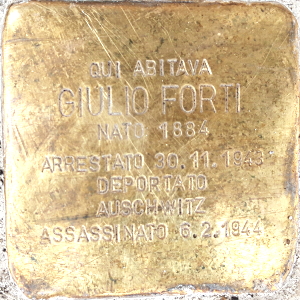 QUI ABITAVA
GIULIO FORTI
NATO 1884
ARRESTATO 30.11.1943
DEPORTATO
AUSCHWITZ
ASSASSINATO 6.2.1944